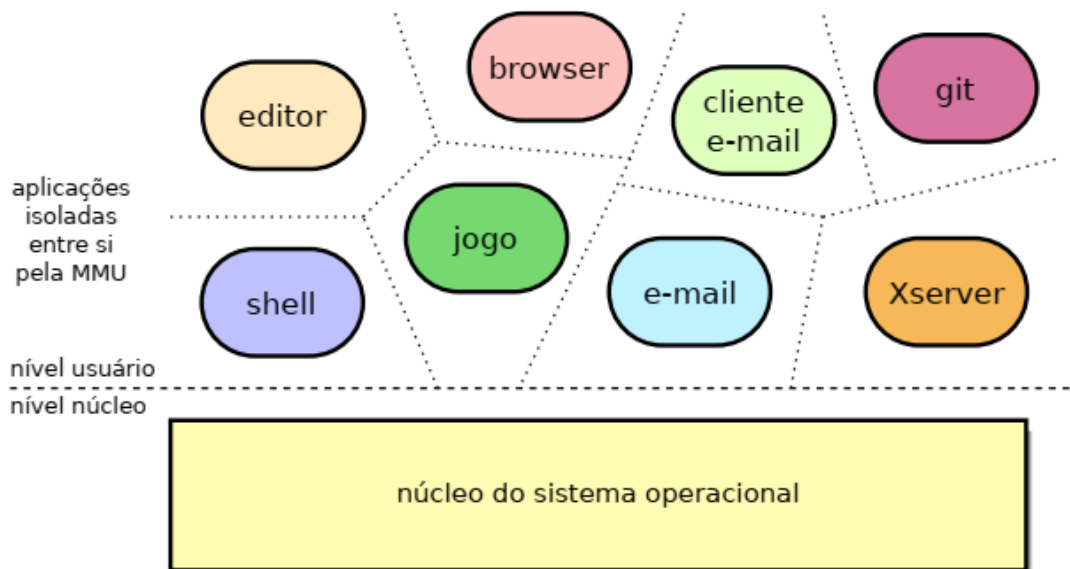 browser
editor
cliente
e-mail
git
aplicações
isoladas
entre si
pela MMU
jogo
shell
e-mail
Xserver
nível usuário
nível núcleo
núcleo do sistema operacional